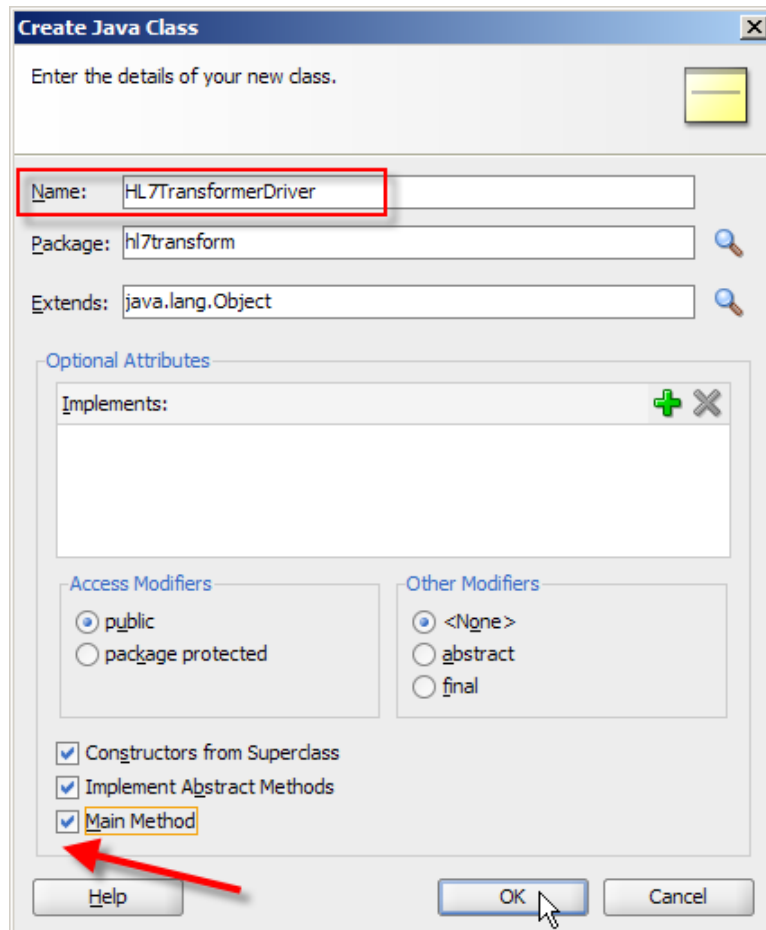 Create Java Class
Enter the details of your new class.
Name: HL7TransformerDriver
Package: hl7transform
Extends: java.lang.Object
Optional Attributes
Implements:
Access Modifiers
public
package protected
Other Modifiers
<None>
abstract
final
Constructors from Superclass
Implement Abstract Methods
Main Method
Help OK Cancel